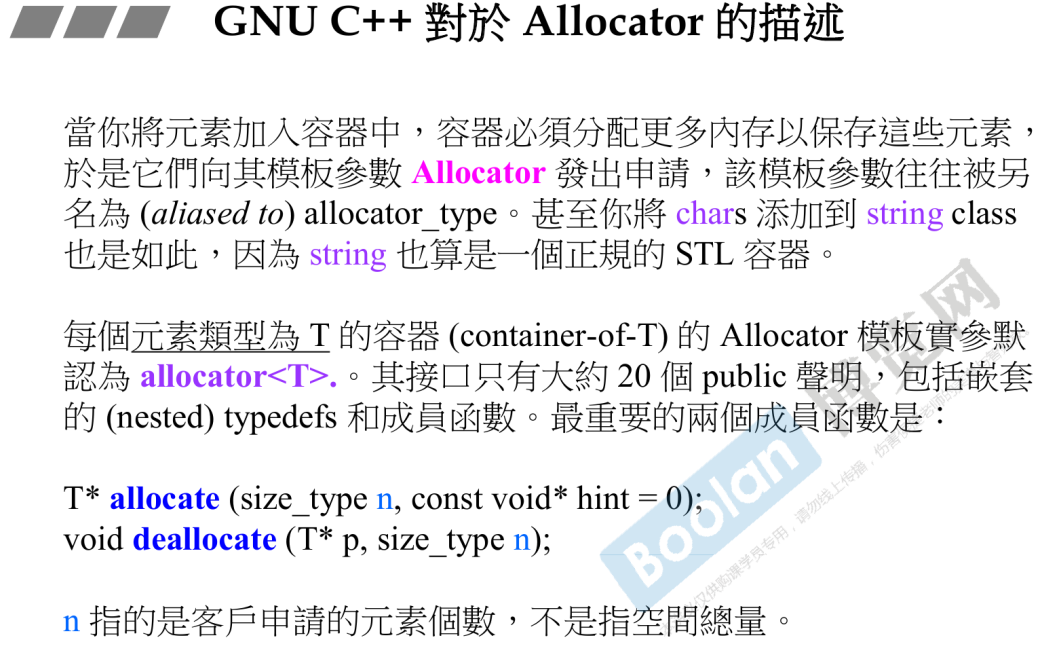 GNU C++ 對於 Allocator 的描述
當你將元素加入容器中，容器必須分配更多內存以保存這些元素，
於是它們向其模板參數 Allocator 發出申請，該模板參數往往被另
名為 (aliased to) allocator_type。甚至你將 chars 添加到 string class
也是如此，因為 string 也算是一個正規的 STL 容器。
每個元素類型為 T 的容器 (container-of-T) 的 Allocator 模板實參默
認為 allocator<T>.。其接口只有大約 20 個 public 聲明，包括嵌套
的 (nested) typedefs 和成員函數。最重要的兩個成員函數是：
T* allocate (size_type n, const void* hint = 0);
void deallocate (T* p, size_type n);
n 指的是客戶申請的元素個數，不是指空間總量。
Boolan 博览网
仅供购课学员专用，请勿线上传播，伤害